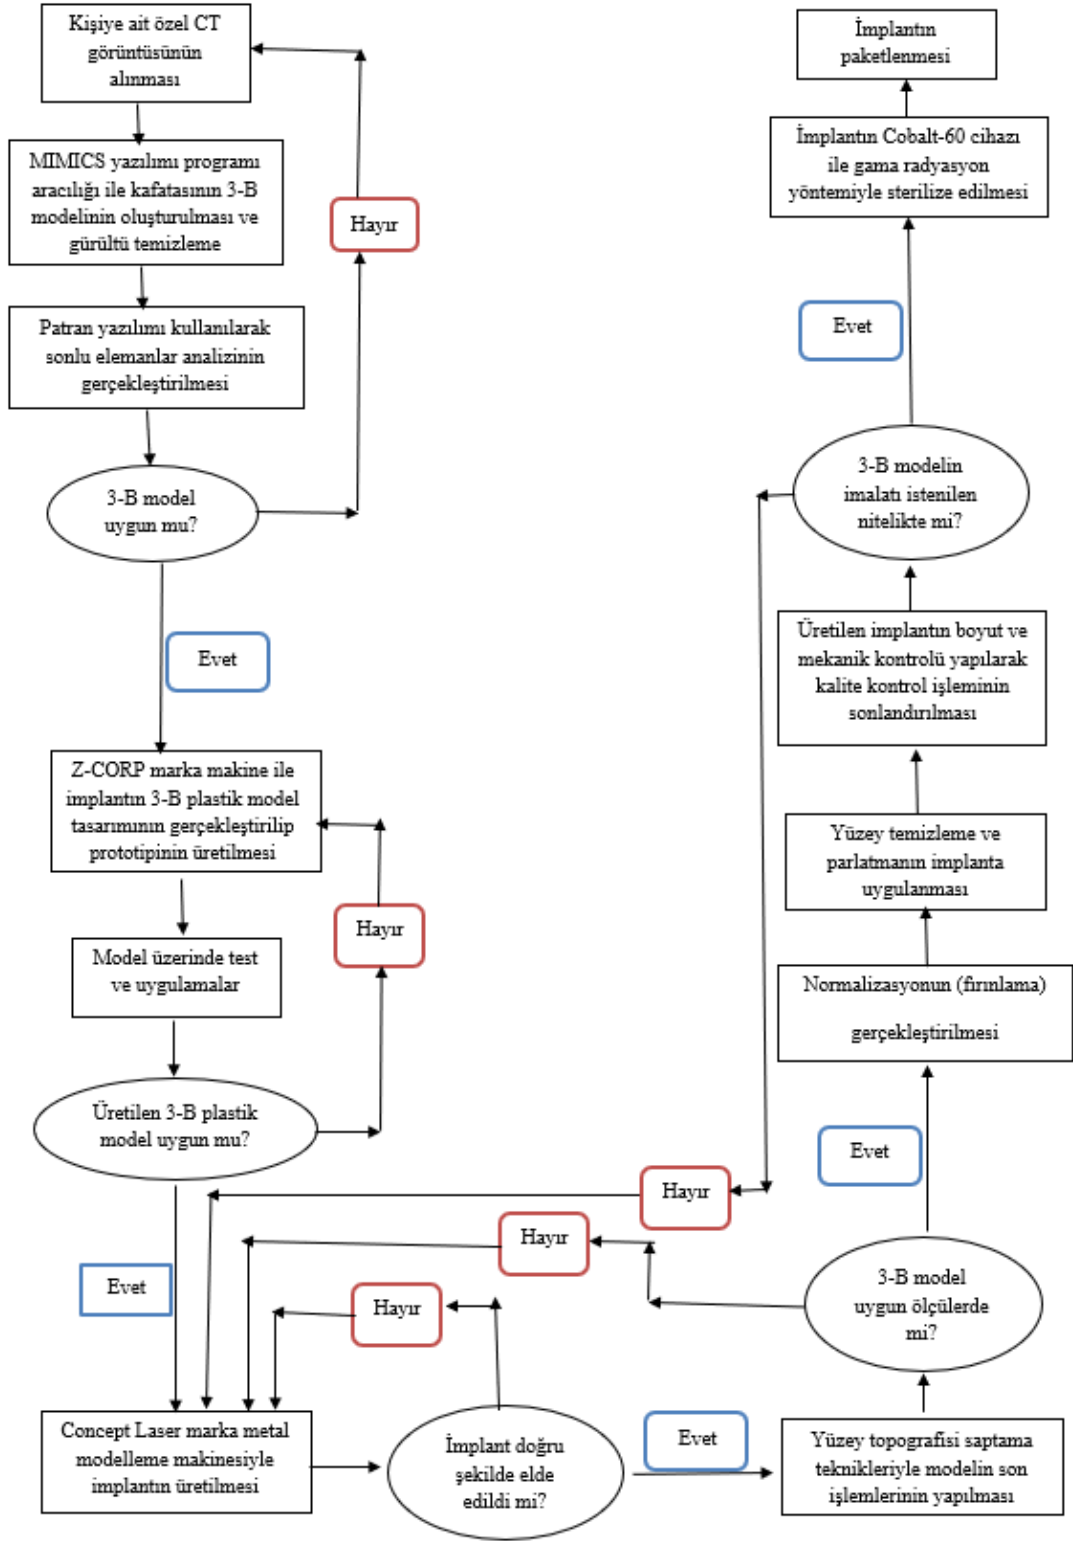 Kişiye ait özel CT
görüntüsünün
alınması
MIMICS yazılımı programı
aracılığı ile kafatasının 3-B
modelinin oluşturulması ve
gürültü temizleme
Hayır
Patran yazılımı kullanılarak
sonlu elemanlar analizinin
gerçekleştirilmesi
3-B model
uygun mu?
Evet
Z-CORP marka makine ile
implantın 3-B plastik model
tasarımının gerçekleştirilip
prototipinin üretilmesi
Hayır
Model üzerinde test
ve uygulamalar
Üretilen 3-B plastik
model uygun mu?
Evet
Concept Laser marka metal
modelleme makinesiyle
implantın üretilmesi
Hayır
Hayır
Hayır
İmplant doğru
şekilde elde
edildi mi?
Evet
Yüzey topografisi saptama
teknikleriyle modelin son
işlemlerinin yapılması
3-B model
uygun ölçülerde
mi?
Evet
Normalizasyonun (fırınlama)
gerçekleştirilmesi
Yüzey temizleme ve
parlatmanın implanta
uygulanması
Üretilen implantın boyut ve
mekanik kontrolü yapılarak
kalite kontrol işleminin
sonlandırılması
3-B modelin
imalatı istenilen
nitelikte mi?
Evet
İmplantın Cobalt-60 cihazı
ile gama radyasyon
yöntemiyle sterilize edilmesi
İmplantın
paketlenmesi